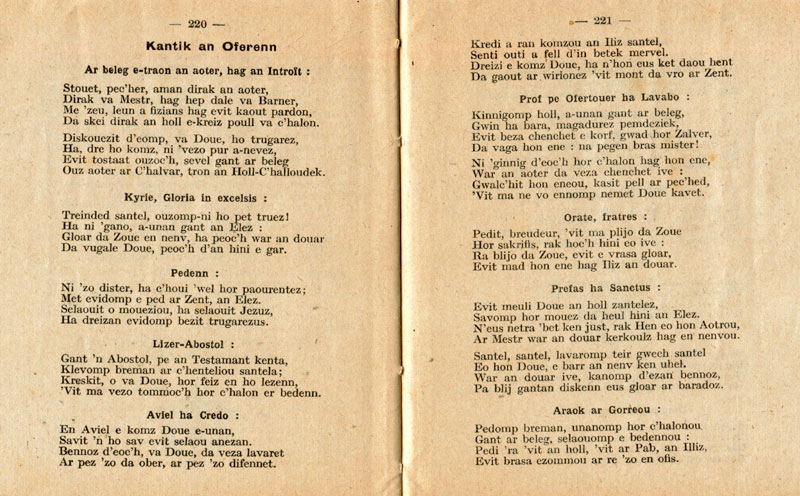 — 220 —
Kantik an Oferenn
Ar beleg e-traon an aoter, hag an Introït :
Stouet, pec'her, aman dirak an aoter,
Dirak va Mestr, hag hep dale va Barner,
Me 'zeu, leun a fizians hag evit kaout pardon,
Da skei dirak an holl e-kreiz poull va c'halon.
Diskouezit d'eomp, va Doue, ho trugarez,
Ha, dre ho komz, ni 'vezo pur a-nevez,
Evit tostaat ouzoc'h, sevel gant ar beleg
Ouz aoter ar C'halvar, tron an Holl-C'halloudek.
Kyrie, Gloria in excelsis :
Treinded santel, ouzomp-ni ho pet truez!
Ha ni 'gano, a-unan gant an Elez :
Gloar da Zoue en nenv, ha peoc'h war an douar
Da vugale Doue, peoc'h d'an hini e gar.
Pedenn :
Ni 'zo dister, ha c'houi 'wel hor paourentez;
Met evidomp e ped ar Zent, an Elez.
Selaouit o moueziou, ha selaouit Jezuz,
Ha dreizan evidomp bezit trugarezus.
Lizer-Abostol :
Gant 'n Abostol, pe an Testamant kenta,
Klevomp breman ar c'henteliou santela;
Kreskit, o va Doue, hor feiz en ho lezenn,
'Vit ma vezo tommoc'h hor c'halon er bedenn.
Aviel ha Credo :
En Aviel e komz Doue e-unan,
Savit 'n ho sav evit selaou anezan.
Bennoz d'eoc'h, va Doue, da veza lavaret
Ar pez 'zo da ober, ar pez 'zo difennet.
— 221 —
Kredi a ran komzou an Iliz santel,
Senti outi a fell d'in betek mervel.
Dreizi e komz Doue, ha n'hon eus ket daou hent
Da gaout ar wirionez 'vit mont da vro ar Zent.
Prof pe Ofertouer ha Lavabo :
Kinnigomp holl, a-unan gant ar beleg,
Gwin ha bara, magadurez pemdeziek,
Evit beza chenchet e korf, gwad hor Zalver,
Da vaga hon ene : na pegen bras mister!
Ni 'ginnig d'eoc'h hor c'halon hag hon ene,
War an aoter da veza chenchet ive :
Gwalc'hit hon eneou, kasit pell ar pec'hed,
'Vit ma ne vo ennomp nemet Doue kavet.
Orate, fratres :
Pedit, breudeur, 'vit ma plijo da Zoue
Hor sakrifis, rak hoc'h hini eo ive :
Ra blijo da Zoue, evit e vrasa gloar,
Evit mad hon ene hag Iliz an douar.
Prefas ha Sanctus :
Evit meuli Doue an holl zantelez,
Savomp hor mouez da heul hini an Elez.
N'eus netra 'bet ken just, rak Hen eo hon Aotrou,
Ar Mestr war an douar kerkoulz hag en nenvou.
Santel, santel, lavaromp teir gwech santel
Eo hon Doue, e barr an nenv ken uhel.
War an douar ive, kanomp d'ezan bennoz,
Pa blij gantan diskenn eus gloar ar baradoz.
Araok ar Gorreou :
Pedomp breman, unanomp hor c'halonou
Gant ar beleg, selaouomp e bedennou :
Pedi 'ra 'vit an holl, 'vit ar Pab, an Illiz,
Evit brasa ezommou ar re 'zo en ofis.